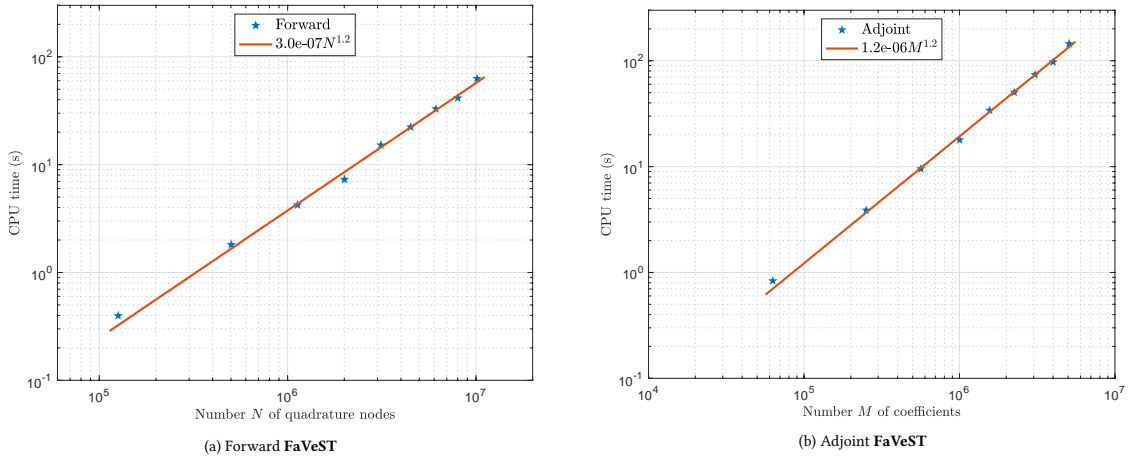 Forward
3.0e-07N^1.2
10^2
10^1
10^0
10^-1
CPU time (s)
10^5
10^6
10^7
Number N of quadrature nodes
(a) Forward FaVeST
Adjoint
1.2e-06M^1.2
10^2
10^1
10^0
10^-1
CPU time (s)
10^4
10^5
10^6
10^7
Number M of coefficients
(b) Adjoint FaVeST